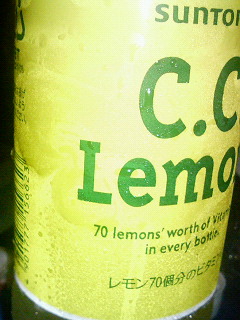 SUNTOR
C.C.
Lemo
70 lemons' worth of Vitam
in every bottle.
レモン70個分のビタミ